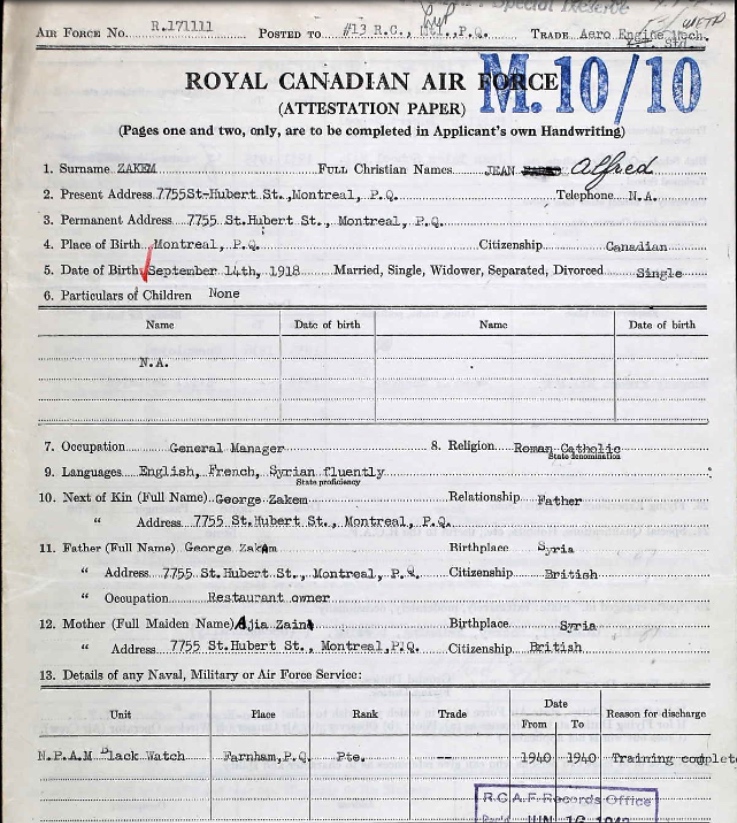 Special Reserve
AIR FORCE NO. R.171111 POSTED TO #13 R.C., Mtl., P.Q. TRADE Aero Engine Mech.
ROYAL CANADIAN AIR FORCE
M.10/10
(ATTESTATION PAPER)
(Pages one and two, only, are to be completed in Applicant's own Handwriting)
1. Surname ZAKEM FULL CHRISTIAN NAMES JEAN Alfred
2. Present Address 7755St-Hubert St.,Montreal, P.Q. Telephone N.A.
3. Permanent Address 7755 St.Hubert St., Montreal, P.Q.
4. Place of Birth Montreal, P.Q. Citizenship Canadian
5. Date of Birth September 14th, 1918 Married, Single, Widower, Separated, Divorced Single
6. Particulars of Children None
Name Date of birth Name Date of birth
N.A.
7. Occupation General Manager 8. Religion Roman Catholic
State denomination
9. Languages English, French, Syrian fluently
State proficiency
10. Next of Kin (Full Name) George Zakem Relationship Father
" Address 7755 St.Hubert St., Montreal, P.Q.
11. Father (Full Name) George Zakem Birthplace Syria
" Address 7755 St.Hubert St., Montreal, P.Q. Citizenship British
" Occupation Restaurant owner
12. Mother (Full Maiden Name) Ajia Zain Birthplace Syria
" Address 7755 St.Hubert St., Montreal,P.Q. Citizenship British
13. Details of any Naval, Military or Air Force Service:
Unit Place Rank Trade Date Reason for discharge
From To
N.P.A.M Black Watch Farnham,P.Q. Pte. -- 1940 1940 Training complete
R.C.A.F. Records Office
JUN 16